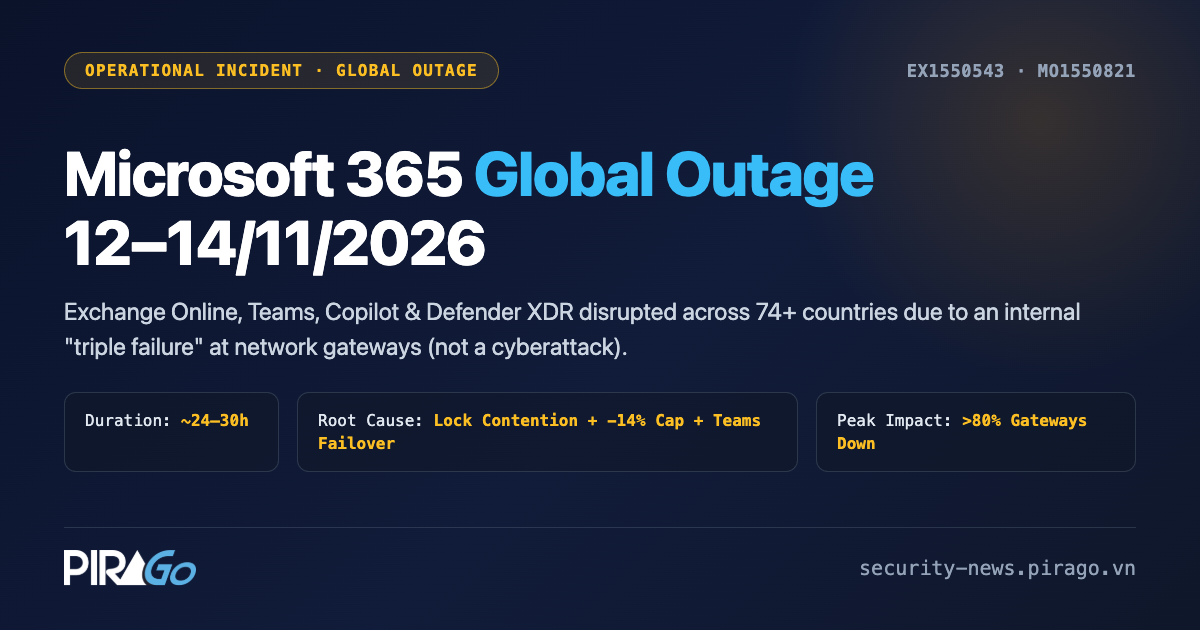 OPERATIONAL INCIDENT · GLOBAL OUTAGE
EX1550543 · MO1550821
Microsoft 365 Global Outage
12–14/11/2026
Exchange Online, Teams, Copilot & Defender XDR disrupted across 74+ countries due to an internal
"triple failure" at network gateways (not a cyberattack).
Duration: ~24–30h
Root Cause: Lock Contention + −14% Cap + Teams
Failover
Peak Impact: >80% Gateways
Down
PIRAGO
security-news.pirago.vn